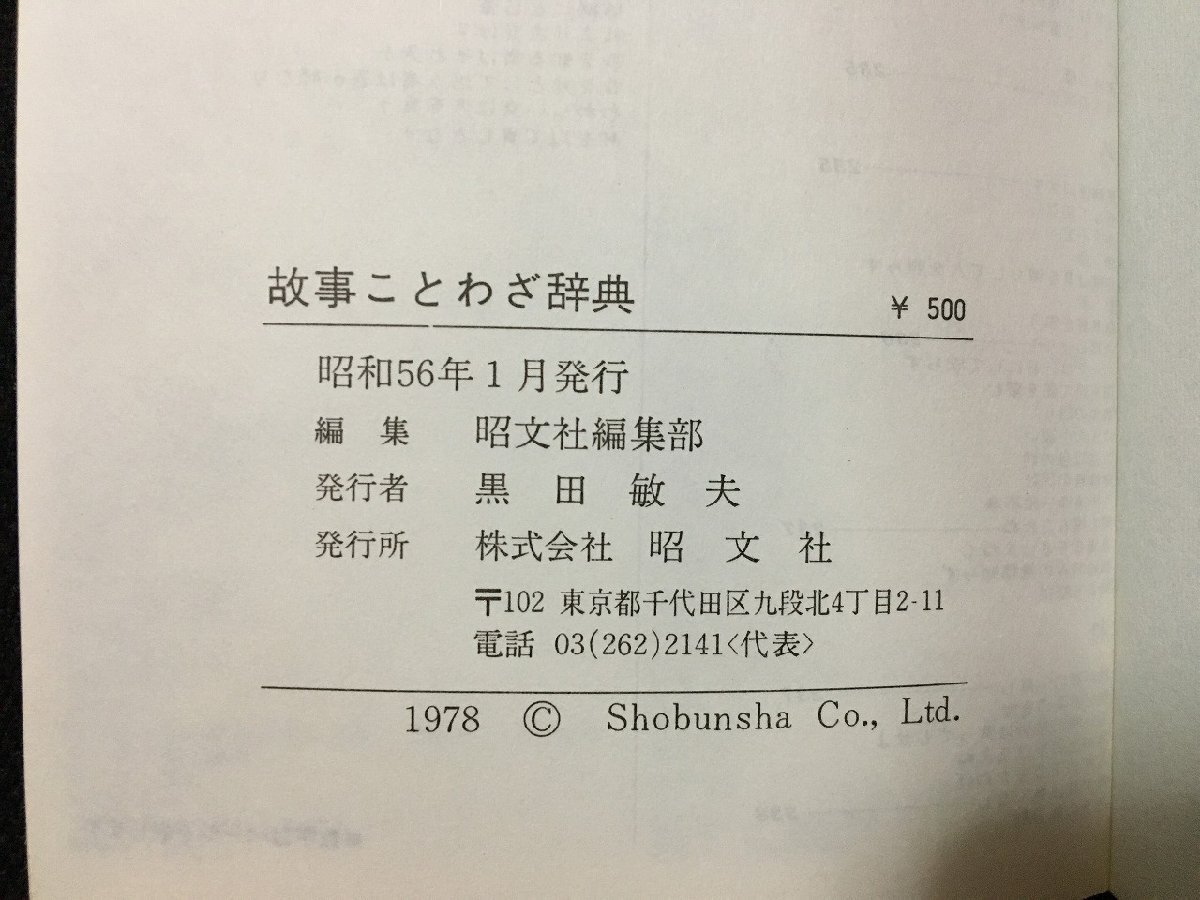 故事ことわざ辞典 ¥ 500
昭和56年1月発行
編 集 昭文社編集部
発行者 黒 田 敏 夫
発行所 株式会社 昭 文 社
〒102 東京都千代田区九段北4丁目2-11
電話 03(262)2141<代表>
1978 © Shobunsha Co., Ltd.